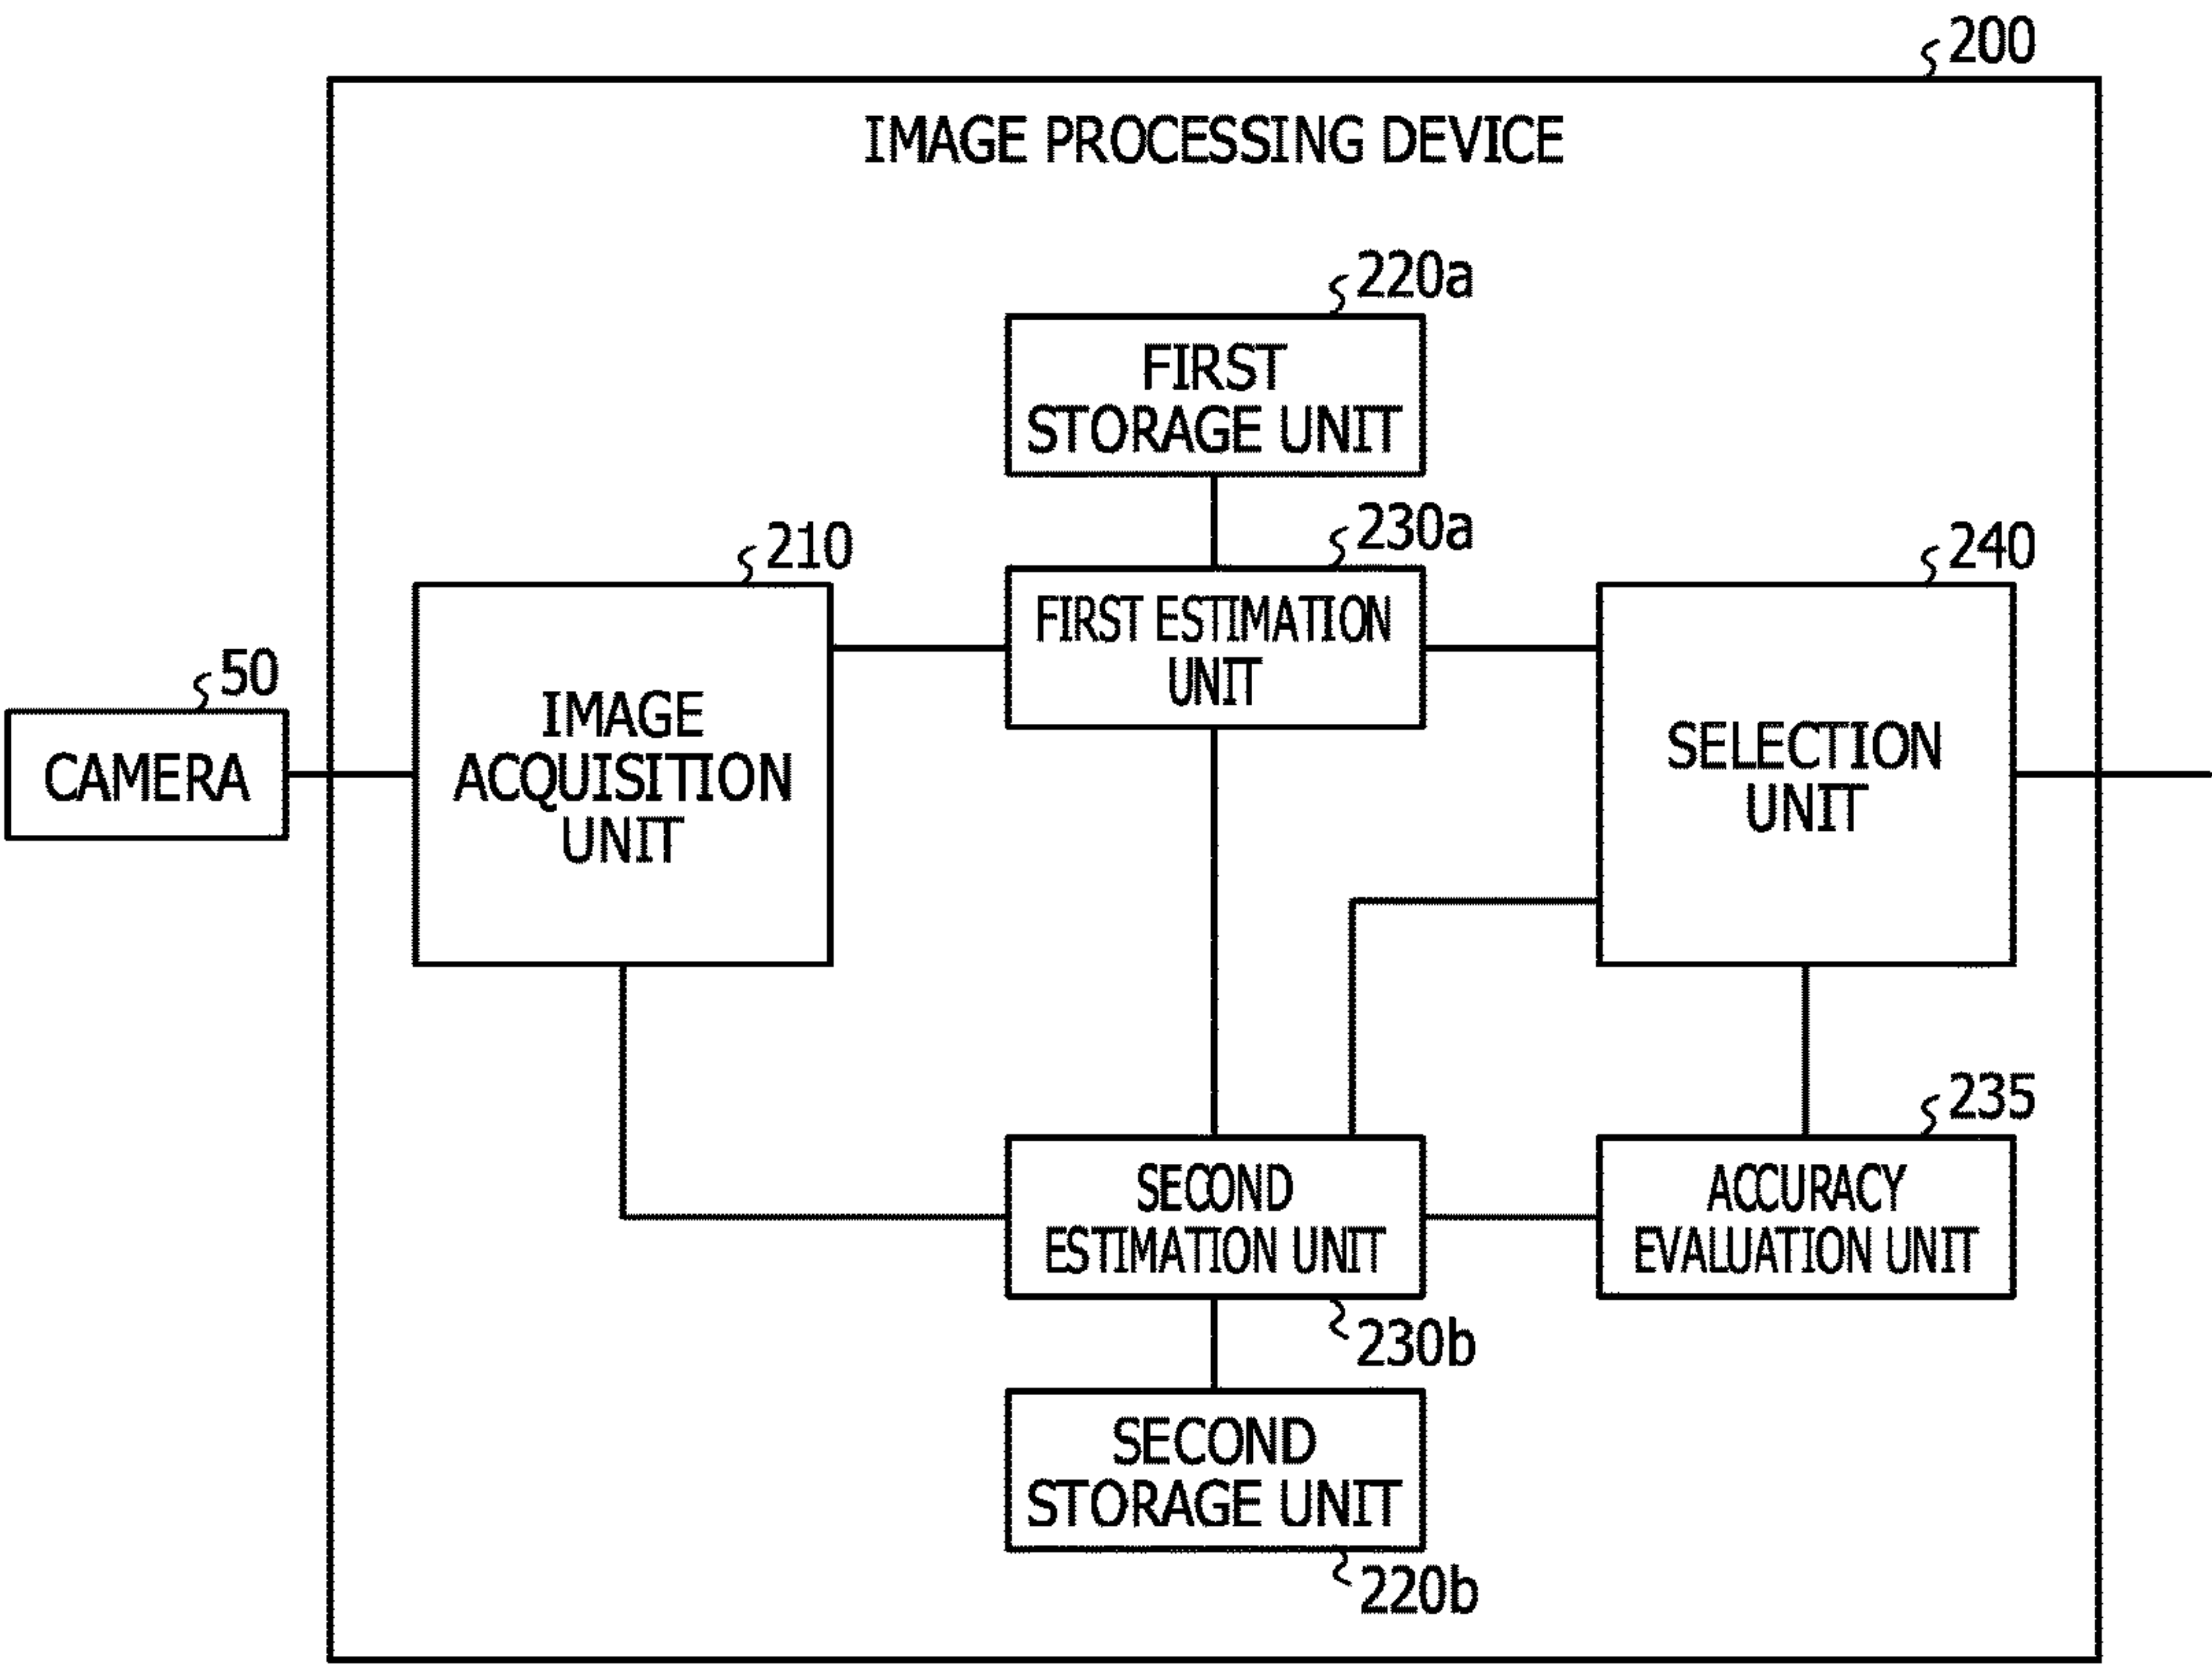 200
IMAGE PROCESSING DEVICE
220a
FIRST
STORAGE UNIT
210
230a
240
FIRST ESTIMATION
UNIT
50
CAMERA
IMAGE
ACQUISITION
UNIT
SELECTION
UNIT
235
SECOND
ESTIMATION UNIT
ACCURACY
EVALUATION UNIT
230b
SECOND
STORAGE UNIT
220b